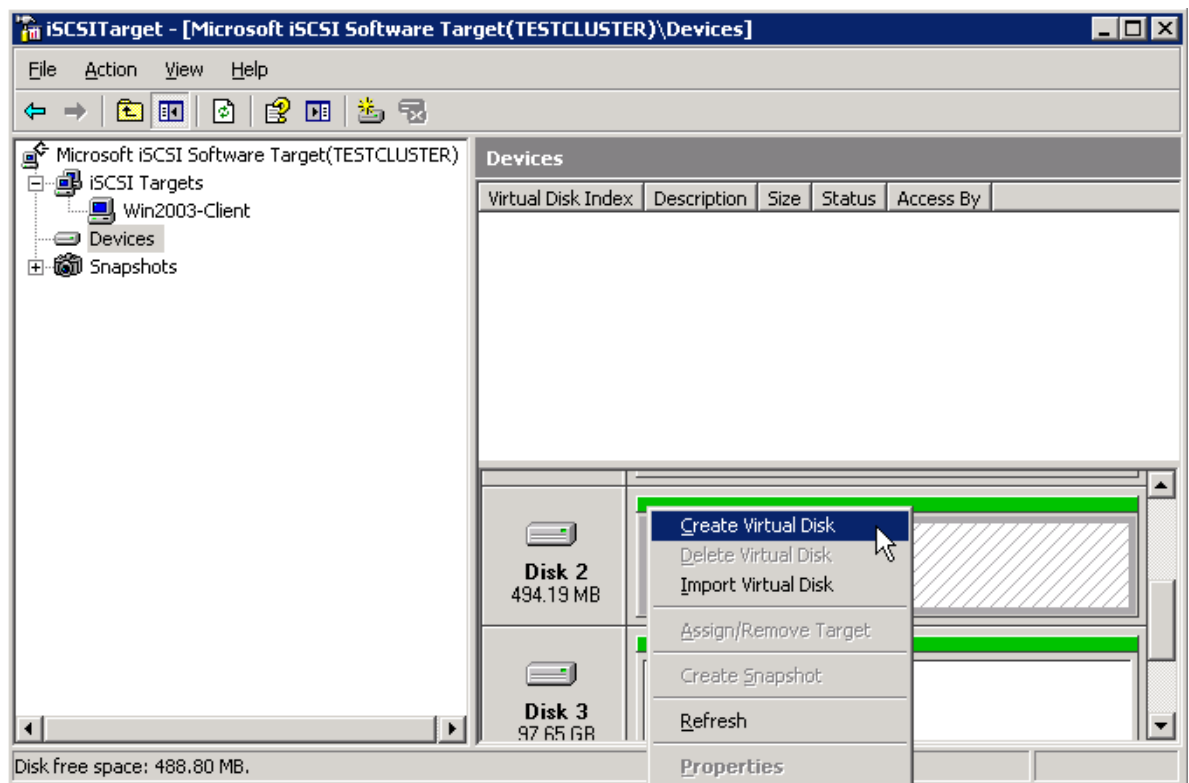 iSCSITarget - [Microsoft iSCSI Software Target(TESTCLUSTER)\Devices]
File Action View Help
Microsoft iSCSI Software Target(TESTCLUSTER)
iSCSI Targets
Win2003-Client
Devices
Snapshots
Devices
Virtual Disk Index Description Size Status Access By
Disk 2
494.19 MB
Disk 3
97.65 GB
Create Virtual Disk
Delete Virtual Disk
Import Virtual Disk
Assign/Remove Target
Create Snapshot
Refresh
Properties
Disk free space: 488.80 MB.